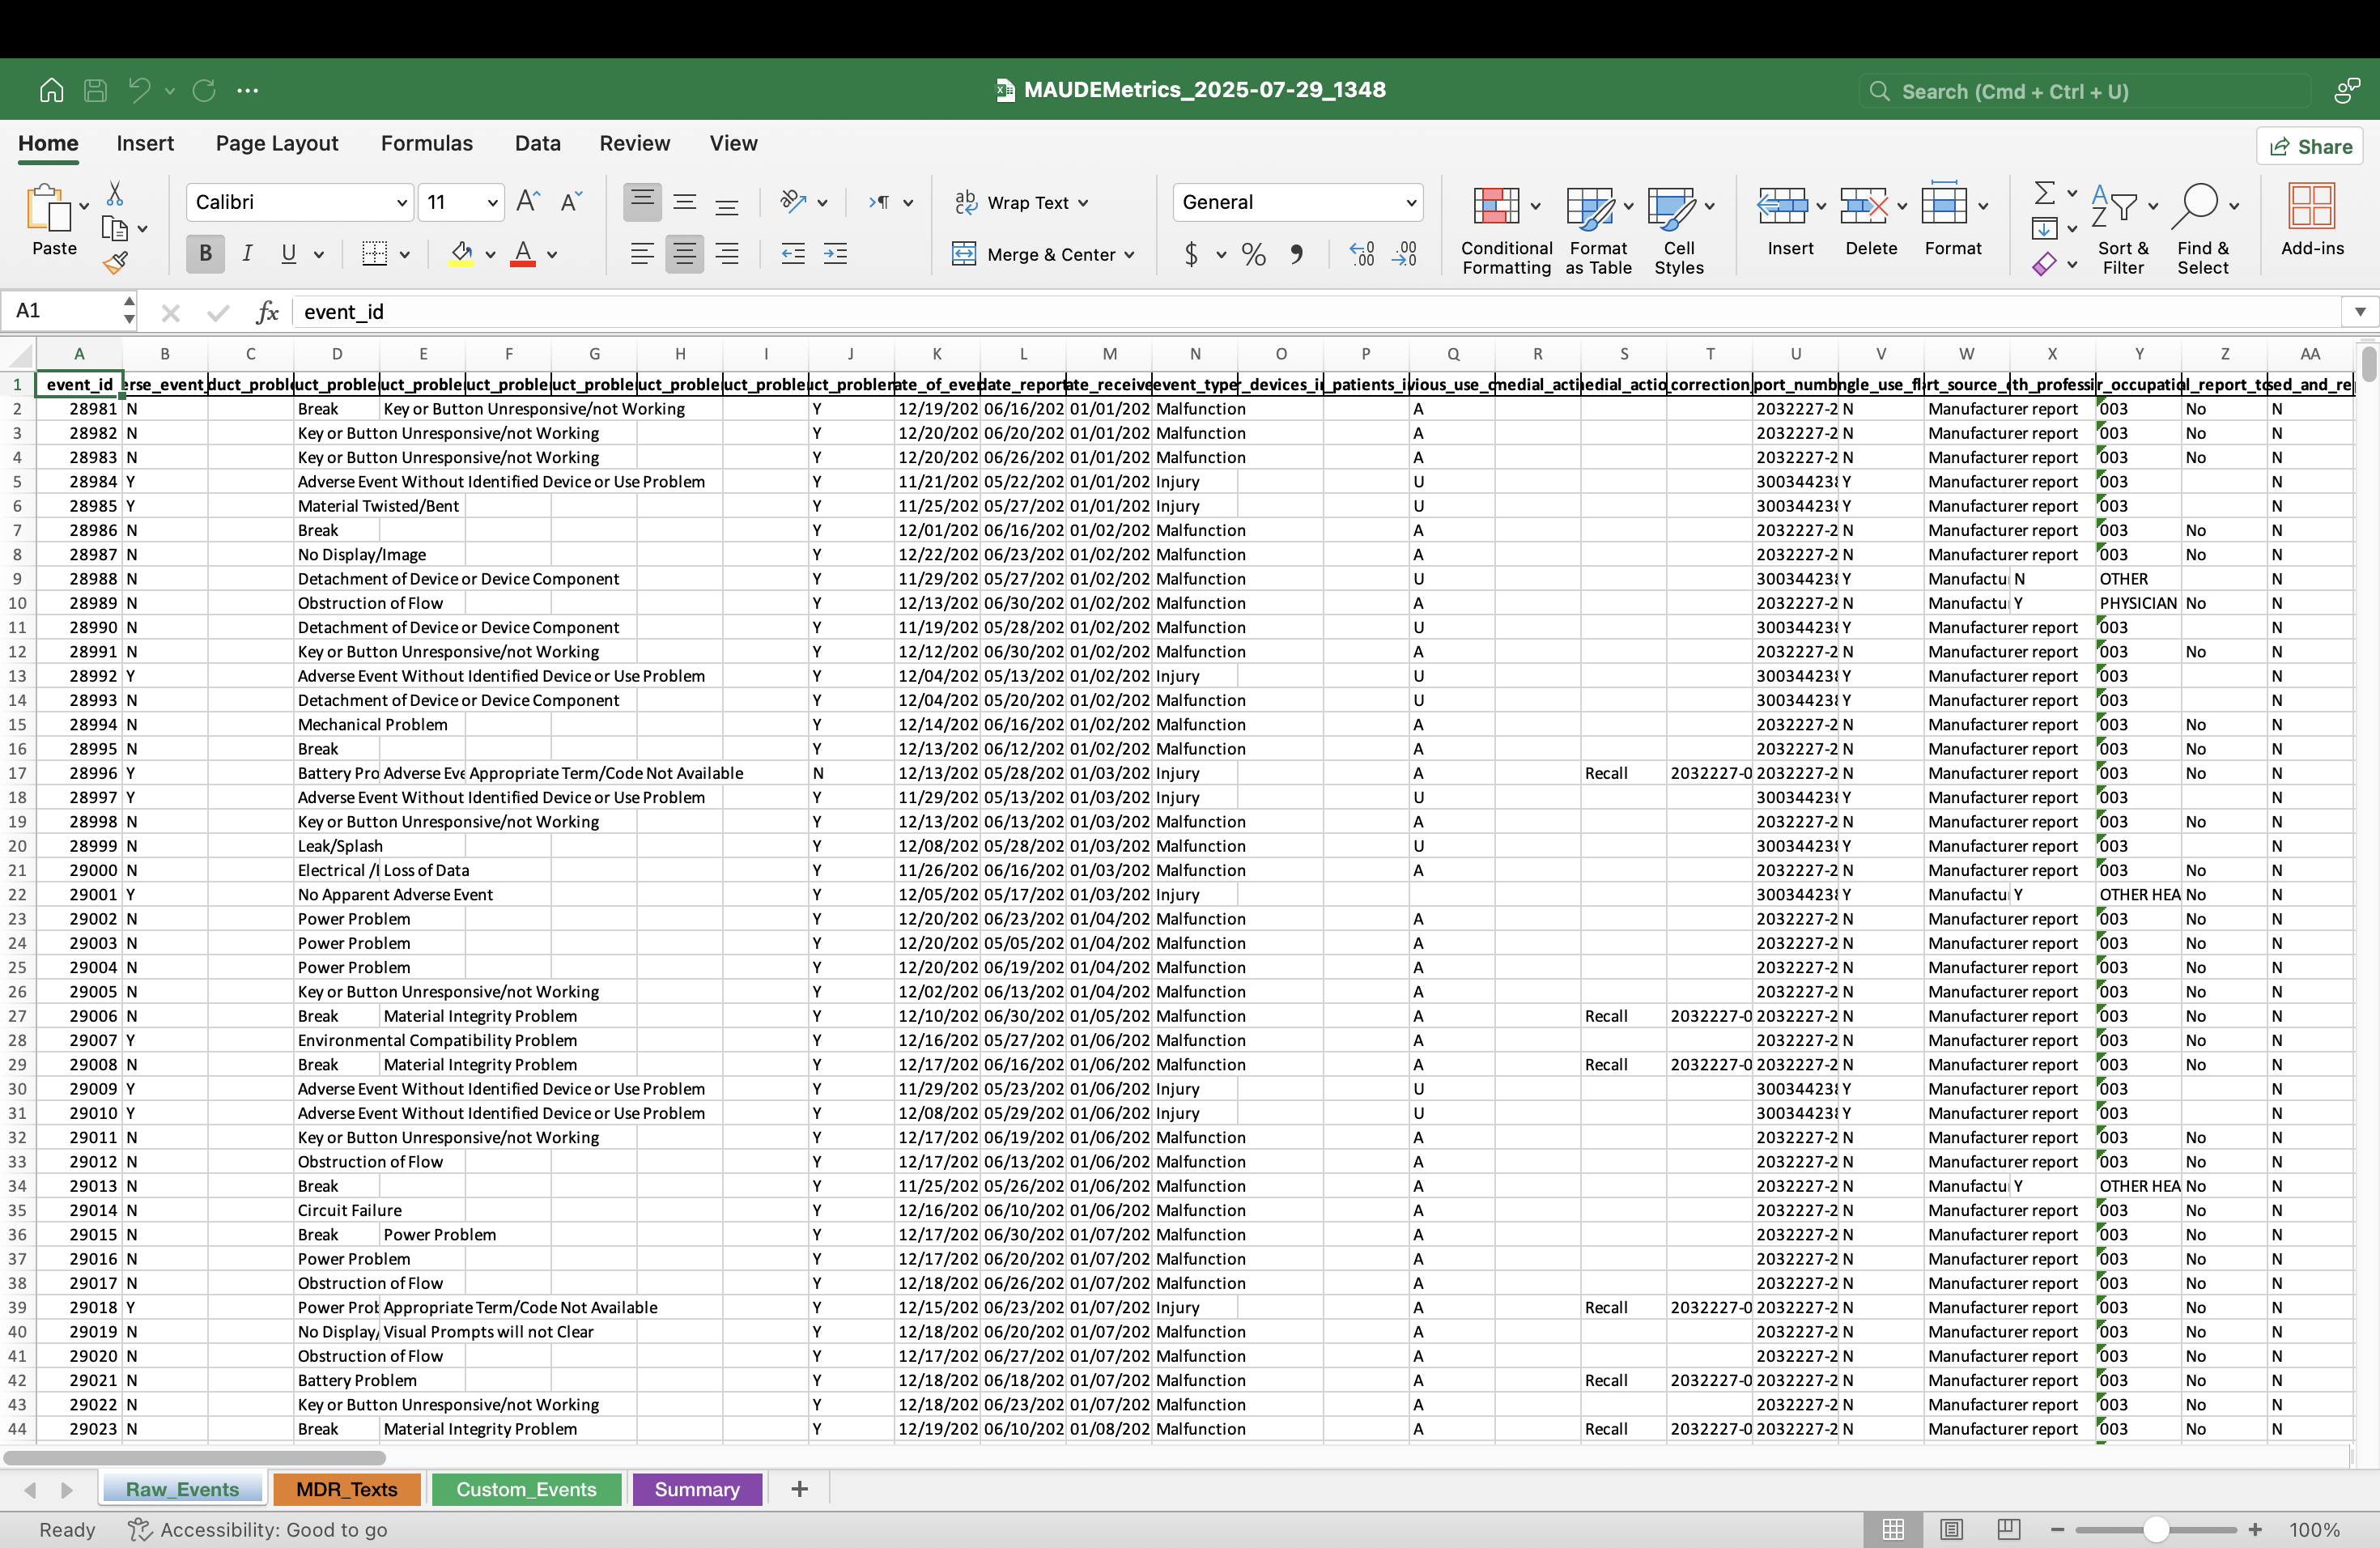 MAUDEMetrics_2025-07-29_1348
Search (Cmd + Ctrl + U)
Home Insert Page Layout Formulas Data Review View Share
Paste Calibri 11 Wrap Text General Conditional Formatting Format as Table Cell Styles Insert Delete Format Sort & Filter Find & Select Add-ins
B I U Merge & Center
A1 fx event_id
A B C D E F G H I J K L M N O P Q R S T U V W X Y Z AA
1 event_id erse_event duct_proble uct_proble uct_proble uct_proble uct_proble uct_proble uct_proble uct_problem ate_of_eve date_report ate_receive event_type r_devices_i _patients_i vious_use_c medial_acti edial_actio correction port_numb ngle_use_fl rt_source_ th_professi r_occupatio l_report_to sed_and_re
2 28981 N Break Key or Button Unresponsive/not Working Y 12/19/202 06/16/202 01/01/202 Malfunction A 2032227-2 N Manufacturer report 003 No N
3 28982 N Key or Button Unresponsive/not Working Y 12/20/202 06/20/202 01/01/202 Malfunction A 2032227-2 N Manufacturer report 003 No N
4 28983 N Key or Button Unresponsive/not Working Y 12/20/202 06/26/202 01/01/202 Malfunction A 2032227-2 N Manufacturer report 003 No N
5 28984 Y Adverse Event Without Identified Device or Use Problem Y 11/21/202 05/22/202 01/01/202 Injury U 30034423 Y Manufacturer report 003 N
6 28985 Y Material Twisted/Bent Y 11/25/202 05/27/202 01/01/202 Injury U 30034423 Y Manufacturer report 003 N
7 28986 N Break Y 12/01/202 06/16/202 01/02/202 Malfunction A 2032227-2 N Manufacturer report 003 No N
8 28987 N No Display/Image Y 12/22/202 06/23/202 01/02/202 Malfunction A 2032227-2 N Manufacturer report 003 No N
9 28988 N Detachment of Device or Device Component Y 11/29/202 05/27/202 01/02/202 Malfunction U 30034423 Y Manufactu N OTHER N
10 28989 N Obstruction of Flow Y 12/13/202 06/30/202 01/02/202 Malfunction A 2032227-2 N Manufactu Y PHYSICIAN No N
11 28990 N Detachment of Device or Device Component Y 11/19/202 05/28/202 01/02/202 Malfunction U 30034423 Y Manufacturer report 003 N
12 28991 N Key or Button Unresponsive/not Working Y 12/12/202 06/30/202 01/02/202 Malfunction A 2032227-2 N Manufacturer report 003 No N
13 28992 Y Adverse Event Without Identified Device or Use Problem Y 12/04/202 05/13/202 01/02/202 Injury U 30034423 Y Manufacturer report 003 N
14 28993 N Detachment of Device or Device Component Y 12/04/202 05/20/202 01/02/202 Malfunction U 30034423 Y Manufacturer report 003 N
15 28994 N Mechanical Problem Y 12/14/202 06/16/202 01/02/202 Malfunction A 2032227-2 N Manufacturer report 003 No N
16 28995 N Break Y 12/13/202 06/12/202 01/02/202 Malfunction A 2032227-2 N Manufacturer report 003 No N
17 28996 Y Battery Pro Adverse Eve Appropriate Term/Code Not Available N 12/13/202 05/28/202 01/03/202 Injury A Recall 2032227-0 2032227-2 N Manufacturer report 003 No N
18 28997 Y Adverse Event Without Identified Device or Use Problem Y 11/29/202 05/13/202 01/03/202 Injury U 30034423 Y Manufacturer report 003 N
19 28998 N Key or Button Unresponsive/not Working Y 12/13/202 06/13/202 01/03/202 Malfunction A 2032227-2 N Manufacturer report 003 No N
20 28999 N Leak/Splash Y 12/08/202 05/28/202 01/03/202 Malfunction U 30034423 Y Manufacturer report 003 N
21 29000 N Electrical / Loss of Data Y 11/26/202 06/16/202 01/03/202 Malfunction A 2032227-2 N Manufacturer report 003 No N
22 29001 Y No Apparent Adverse Event Y 12/05/202 05/17/202 01/03/202 Injury 30034423 Y Manufactu Y OTHER HEA No N
23 29002 N Power Problem Y 12/20/202 06/23/202 01/04/202 Malfunction A 2032227-2 N Manufacturer report 003 No N
24 29003 N Power Problem Y 12/20/202 05/05/202 01/04/202 Malfunction A 2032227-2 N Manufacturer report 003 No N
25 29004 N Power Problem Y 12/20/202 06/19/202 01/04/202 Malfunction A 2032227-2 N Manufacturer report 003 No N
26 29005 N Key or Button Unresponsive/not Working Y 12/02/202 06/13/202 01/04/202 Malfunction A 2032227-2 N Manufacturer report 003 No N
27 29006 N Break Material Integrity Problem Y 12/10/202 06/30/202 01/05/202 Malfunction A Recall 2032227-0 2032227-2 N Manufacturer report 003 No N
28 29007 Y Environmental Compatibility Problem Y 12/16/202 05/27/202 01/06/202 Malfunction A 2032227-2 N Manufacturer report 003 No N
29 29008 N Break Material Integrity Problem Y 12/17/202 06/16/202 01/06/202 Malfunction A Recall 2032227-0 2032227-2 N Manufacturer report 003 No N
30 29009 Y Adverse Event Without Identified Device or Use Problem Y 11/29/202 05/23/202 01/06/202 Injury U 30034423 Y Manufacturer report 003 N
31 29010 Y Adverse Event Without Identified Device or Use Problem Y 12/08/202 05/29/202 01/06/202 Injury U 30034423 Y Manufacturer report 003 N
32 29011 N Key or Button Unresponsive/not Working Y 12/17/202 06/19/202 01/06/202 Malfunction A 2032227-2 N Manufacturer report 003 No N
33 29012 N Obstruction of Flow Y 12/17/202 06/13/202 01/06/202 Malfunction A 2032227-2 N Manufacturer report 003 No N
34 29013 N Break Y 11/25/202 05/26/202 01/06/202 Malfunction A 2032227-2 N Manufactu Y OTHER HEA No N
35 29014 N Circuit Failure Y 12/16/202 06/10/202 01/06/202 Malfunction A 2032227-2 N Manufacturer report 003 No N
36 29015 N Break Power Problem Y 12/17/202 06/30/202 01/07/202 Malfunction A 2032227-2 N Manufacturer report 003 No N
37 29016 N Power Problem Y 12/17/202 06/20/202 01/07/202 Malfunction A 2032227-2 N Manufacturer report 003 No N
38 29017 N Obstruction of Flow Y 12/18/202 06/26/202 01/07/202 Malfunction A 2032227-2 N Manufacturer report 003 No N
39 29018 Y Power Prob Appropriate Term/Code Not Available Y 12/15/202 06/23/202 01/07/202 Injury A Recall 2032227-0 2032227-2 N Manufacturer report 003 No N
40 29019 N No Display/ Visual Prompts will not Clear Y 12/18/202 06/20/202 01/07/202 Malfunction A 2032227-2 N Manufacturer report 003 No N
41 29020 N Obstruction of Flow Y 12/17/202 06/27/202 01/07/202 Malfunction A 2032227-2 N Manufacturer report 003 No N
42 29021 N Battery Problem Y 12/18/202 06/18/202 01/07/202 Malfunction A Recall 2032227-0 2032227-2 N Manufacturer report 003 No N
43 29022 N Key or Button Unresponsive/not Working Y 12/18/202 06/23/202 01/07/202 Malfunction A 2032227-2 N Manufacturer report 003 No N
44 29023 N Break Material Integrity Problem Y 12/19/202 06/10/202 01/08/202 Malfunction A Recall 2032227-0 2032227-2 N Manufacturer report 003 No N
Raw_Events MDR_Texts Custom_Events Summary +
Ready Accessibility: Good to go 100%